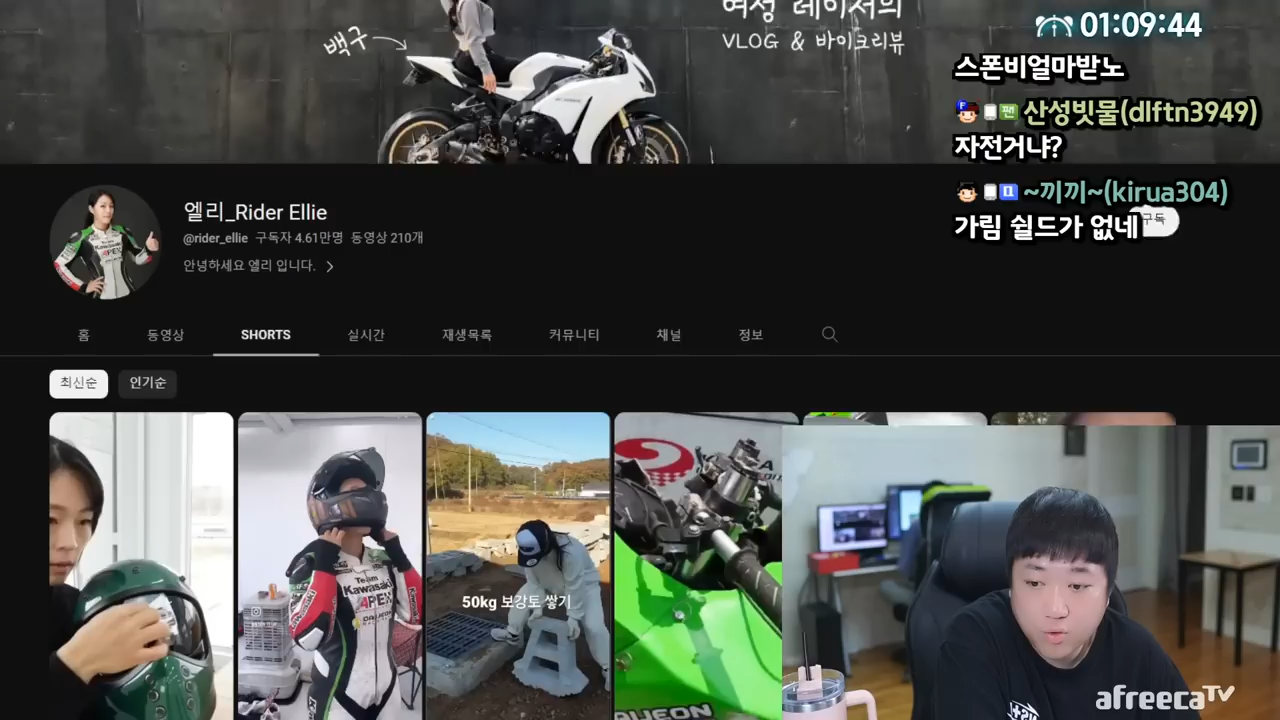 여성 레이서의
VLOG & 바이크리뷰
백구
01:09:44
스폰비얼마받노
산성빗물(dlftn3949)
자전거냐?
~끼끼~(kirua304)
가림 쉴드가 없네
구독
엘리_Rider Ellie
@rider_ellie 구독자 4.61만명 동영상 210개
안녕하세요 엘리 입니다.
홈 동영상 SHORTS 실시간 재생목록 커뮤니티 채널 정보
최신순 인기순
Team
Kawasaki
APEX
50kg 보강토 쌓기
afreecaTV